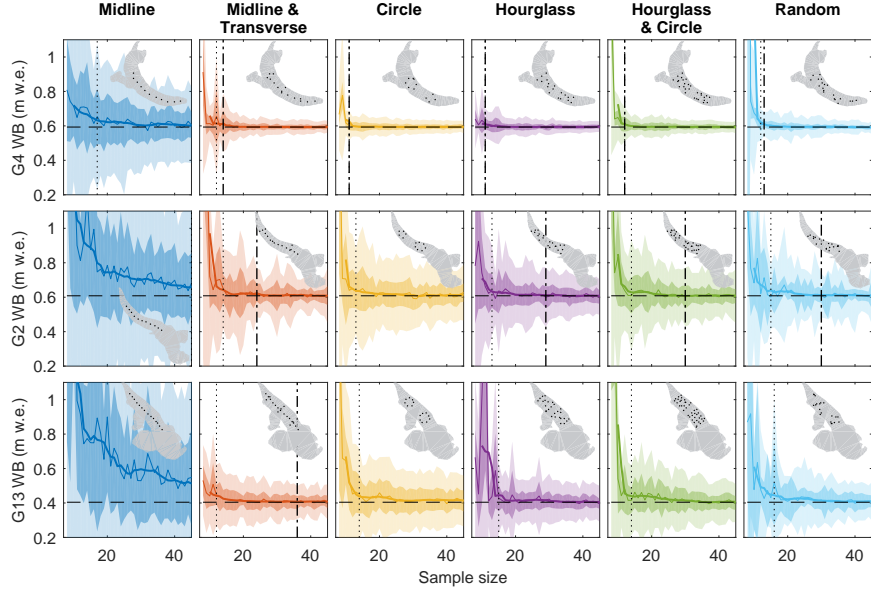 Midline
Midline &
Transverse
Circle
Hourglass
Hourglass
& Circle
Random
G4 WB (m w.e.)
1
0.8
0.6
0.4
0.2
G2 WB (m w.e.)
1
0.8
0.6
0.4
0.2
G13 WB (m w.e.)
1
0.8
0.6
0.4
0.2
20 40
20 40
20 40
20 40
20 40
20 40
Sample size